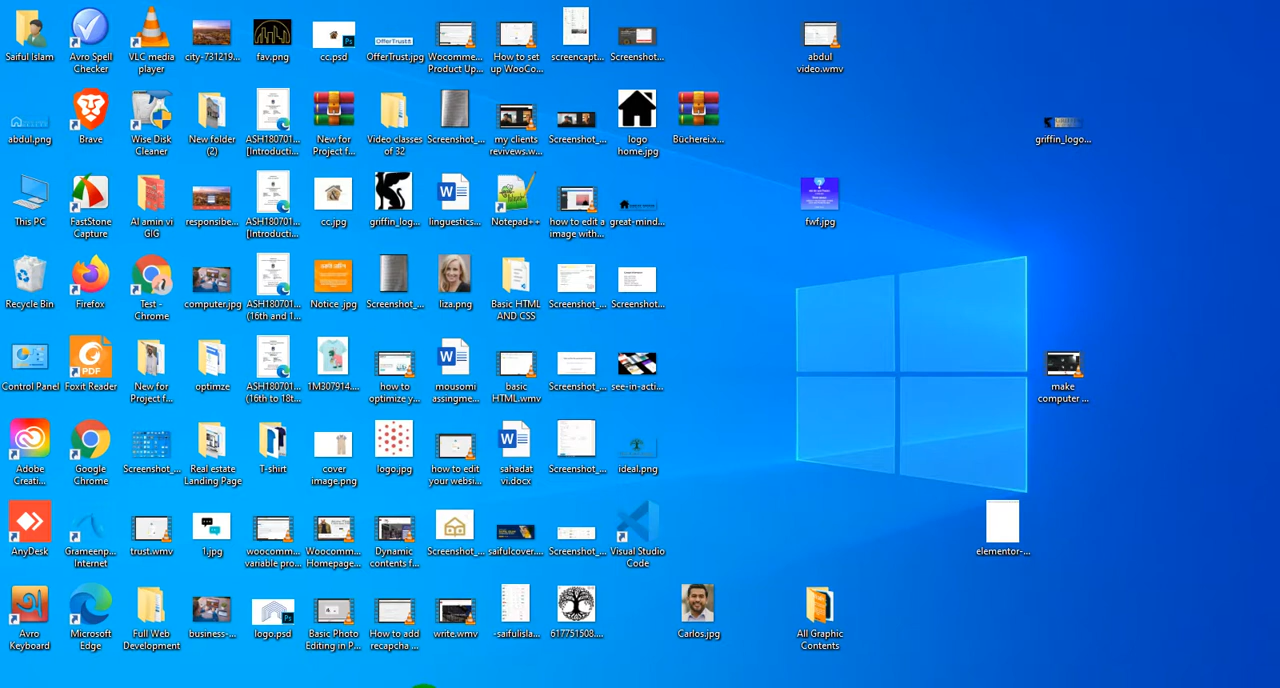 Saiful Islam
Avro Spell
Checker
VLC media
player
city-731219...
fav.png
cc.psd
OfferTrust.jpg
Wocomme...
Product Up...
How to set
up WooCo...
screencapt...
Screenshot...
abdul
video.wmv
abdul.png
Brave
Wise Disk
Cleaner
New folder
(2)
ASH180701...
[Introducti...
New for
Project f...
Video classes
of 32
Screenshot_...
my clients
revivews.w...
Screenshot_...
logo
home.jpg
Bücherei.x...
griffin_logo...
This PC
FastStone
Capture
Al amin vi
GIG
responsibe...
ASH180701...
[Introducti...
cc.jpg
griffin_log...
linguestics...
Notepad++
how to edit a
image with...
great-mind...
fwf.jpg
Recycle Bin
Firefox
Test -
Chrome
computer.jpg
ASH180701...
(16th and 1...
Notice .jpg
Screenshot_...
liza.png
Basic HTML
AND CSS
Screenshot_...
Screenshot...
Control Panel
Foxit Reader
New for
Project f...
optimze
ASH180701...
(16th to 18t...
1M307914...
how to
optimize y...
mousomi
assingme...
basic
HTML.wmv
Screenshot_...
see-in-acti...
make
computer ...
Adobe
Creati...
Google
Chrome
Screenshot_...
Real estate
Landing Page
T-shirt
cover
image.png
logo.jpg
how to edit
your websi...
sahadat
vi.docx
Screenshot_...
ideal.png
AnyDesk
Grameenp...
Internet
trust.wmv
1.jpg
woocomm...
variable pro...
Woocomm...
Homepage...
Dynamic
contents f...
Screenshot_...
saifulcover....
Screenshot_...
Visual Studio
Code
elementor-...
Avro
Keyboard
Microsoft
Edge
Full Web
Development
business-...
logo.psd
Basic Photo
Editing in P...
How to add
recapcha ...
write.wmv
-saifulisla...
617751508....
Carlos.jpg
All Graphic
Contents